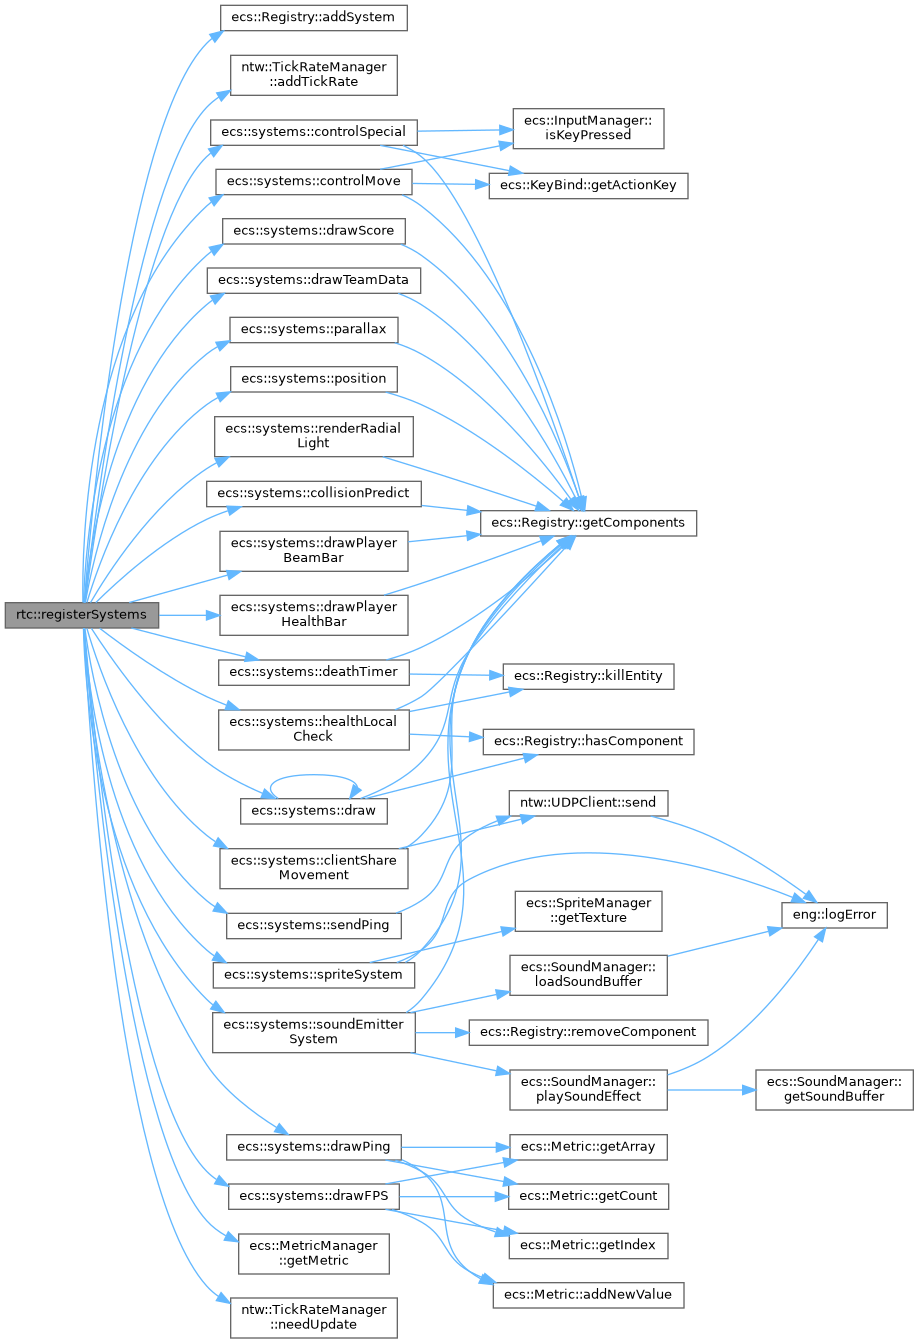 ecs::Registry::addSystem
ntw::TickRateManager
::addTickRate
ecs::systems::controlSpecial
ecs::InputManager::
isKeyPressed
ecs::systems::controlMove
ecs::KeyBind::getActionKey
ecs::systems::drawScore
ecs::systems::drawTeamData
ecs::systems::parallax
ecs::systems::position
ecs::systems::renderRadial
Light
ecs::systems::collisionPredict
ecs::Registry::getComponents
ecs::systems::drawPlayer
BeamBar
ecs::systems::drawPlayer
HealthBar
rtc::registerSystems
ecs::systems::deathTimer
ecs::Registry::killEntity
ecs::systems::healthLocal
Check
ecs::Registry::hasComponent
ecs::systems::draw
ntw::UDPClient::send
ecs::systems::clientShare
Movement
ecs::SpriteManager
::getTexture
eng::logError
ecs::systems::sendPing
ecs::systems::spriteSystem
ecs::SoundManager::
loadSoundBuffer
ecs::systems::soundEmitter
System
ecs::Registry::removeComponent
ecs::SoundManager::
playSoundEffect
ecs::SoundManager::
getSoundBuffer
ecs::systems::drawPing
ecs::Metric::getArray
ecs::systems::drawFPS
ecs::Metric::getCount
ecs::MetricManager
::getMetric
ecs::Metric::getIndex
ecs::Metric::addNewValue
ntw::TickRateManager
::needUpdate